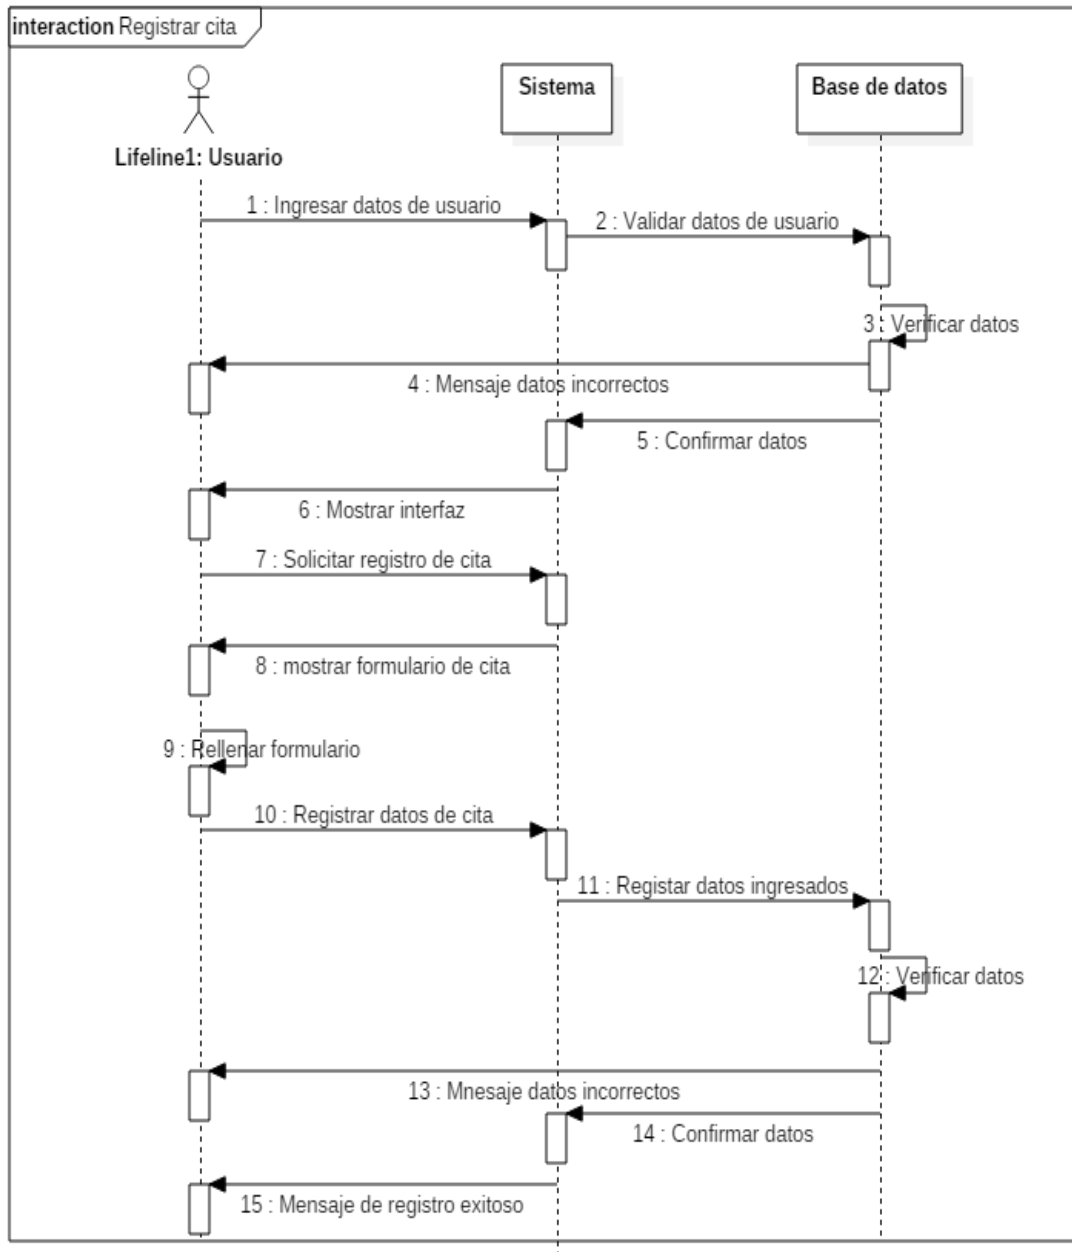 interaction Registrar cita
Sistema
Base de datos
Lifeline1: Usuario
1 : Ingresar datos de usuario
2 : Validar datos de usuario
3 : Verificar datos
4 : Mensaje datos incorrectos
5 : Confirmar datos
6 : Mostrar interfaz
7 : Solicitar registro de cita
8 : mostrar formulario de cita
9 : Rellenar formulario
10 : Registrar datos de cita
11 : Registar datos ingresados
12 : Verificar datos
13 : Mnesaje datos incorrectos
14 : Confirmar datos
15 : Mensaje de registro exitoso